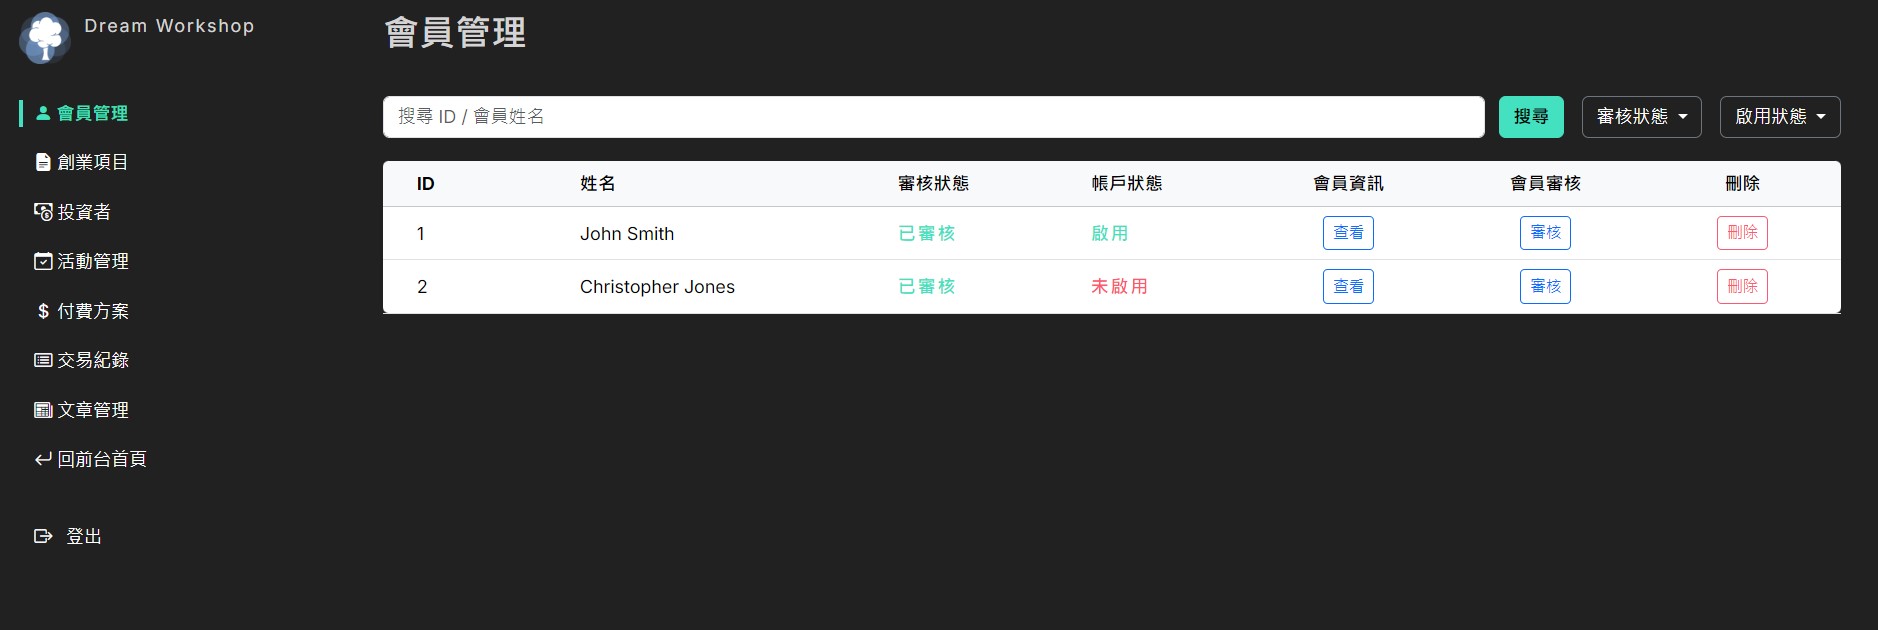 Dream Workshop
會員管理
創業項目
投資者
活動管理
付費方案
交易紀錄
文章管理
回前台首頁
登出
會員管理
搜尋 ID / 會員姓名 搜尋 審核狀態 啟用狀態
ID 姓名 審核狀態 帳戶狀態 會員資訊 會員審核 刪除
1 John Smith 已審核 啟用 查看 審核 刪除
2 Christopher Jones 已審核 未啟用 查看 審核 刪除